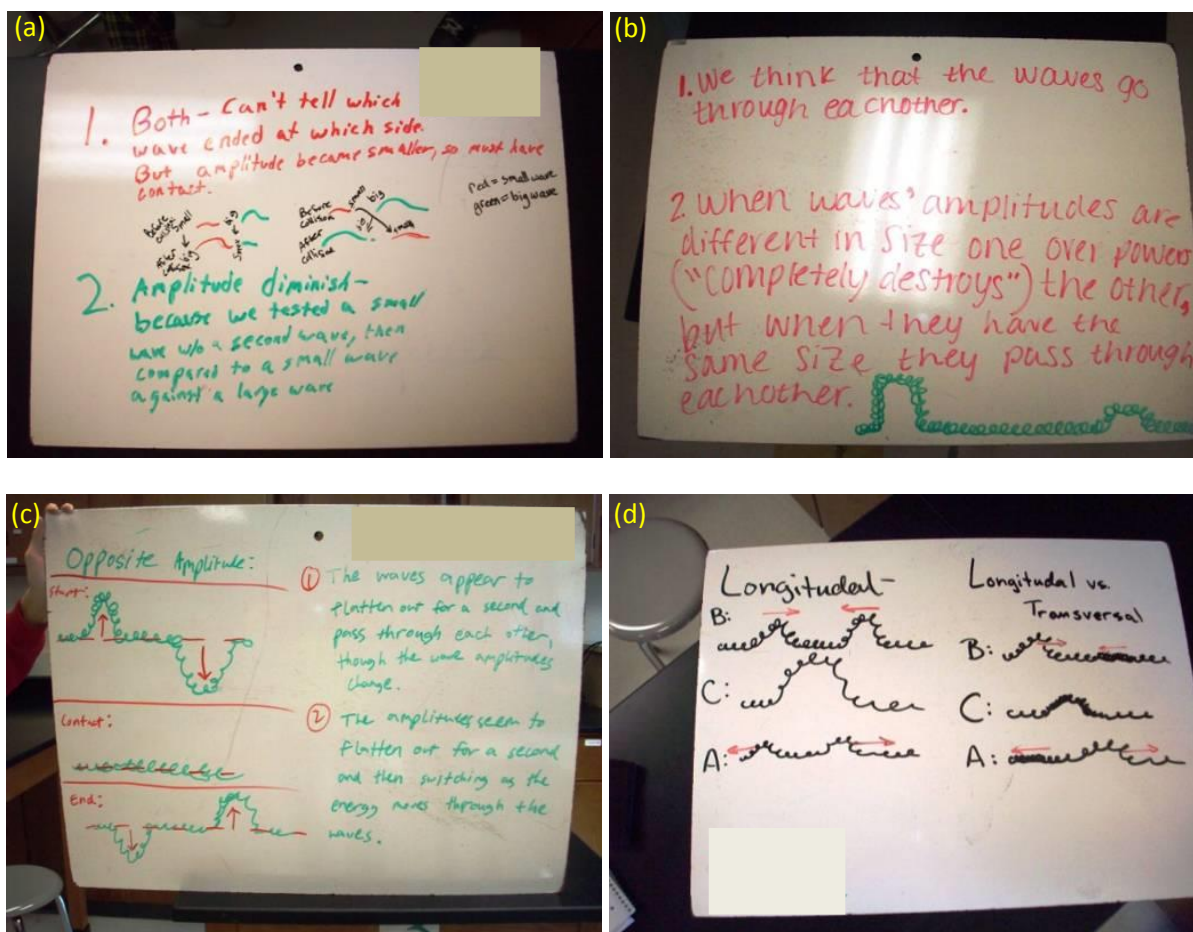 (a)
1. Both - Can't tell which
wave ended at which side.
But amplitude became smaller, so must have
contact.
red = small wave
green = big wave
Before
collision
small
big
After
collision
big
small
Before
collision
small
big
After
collision
big
small
2. Amplitude diminish-
because we tested a small
wave w/o a second wave, then
compared to a small wave
against a large wave
(b)
1. We think that the waves go
through eachother.
2. When waves' amplitudes are
different in size one over powers
("completely destroys") the other,
but when they have the
same size they pass through
eachother.
(c)
Opposite Amplitude:
Start:
Contact:
End:
① The waves appear to
flatten out for a second and
pass through each other,
though the wave amplitudes
change.
② The amplitudes seem to
flatten out for a second
and then switching as the
energy moves through the
waves.
(d)
Longitudal-
B:
C:
A:
Longitudal vs.
Transversal
B:
C:
A: